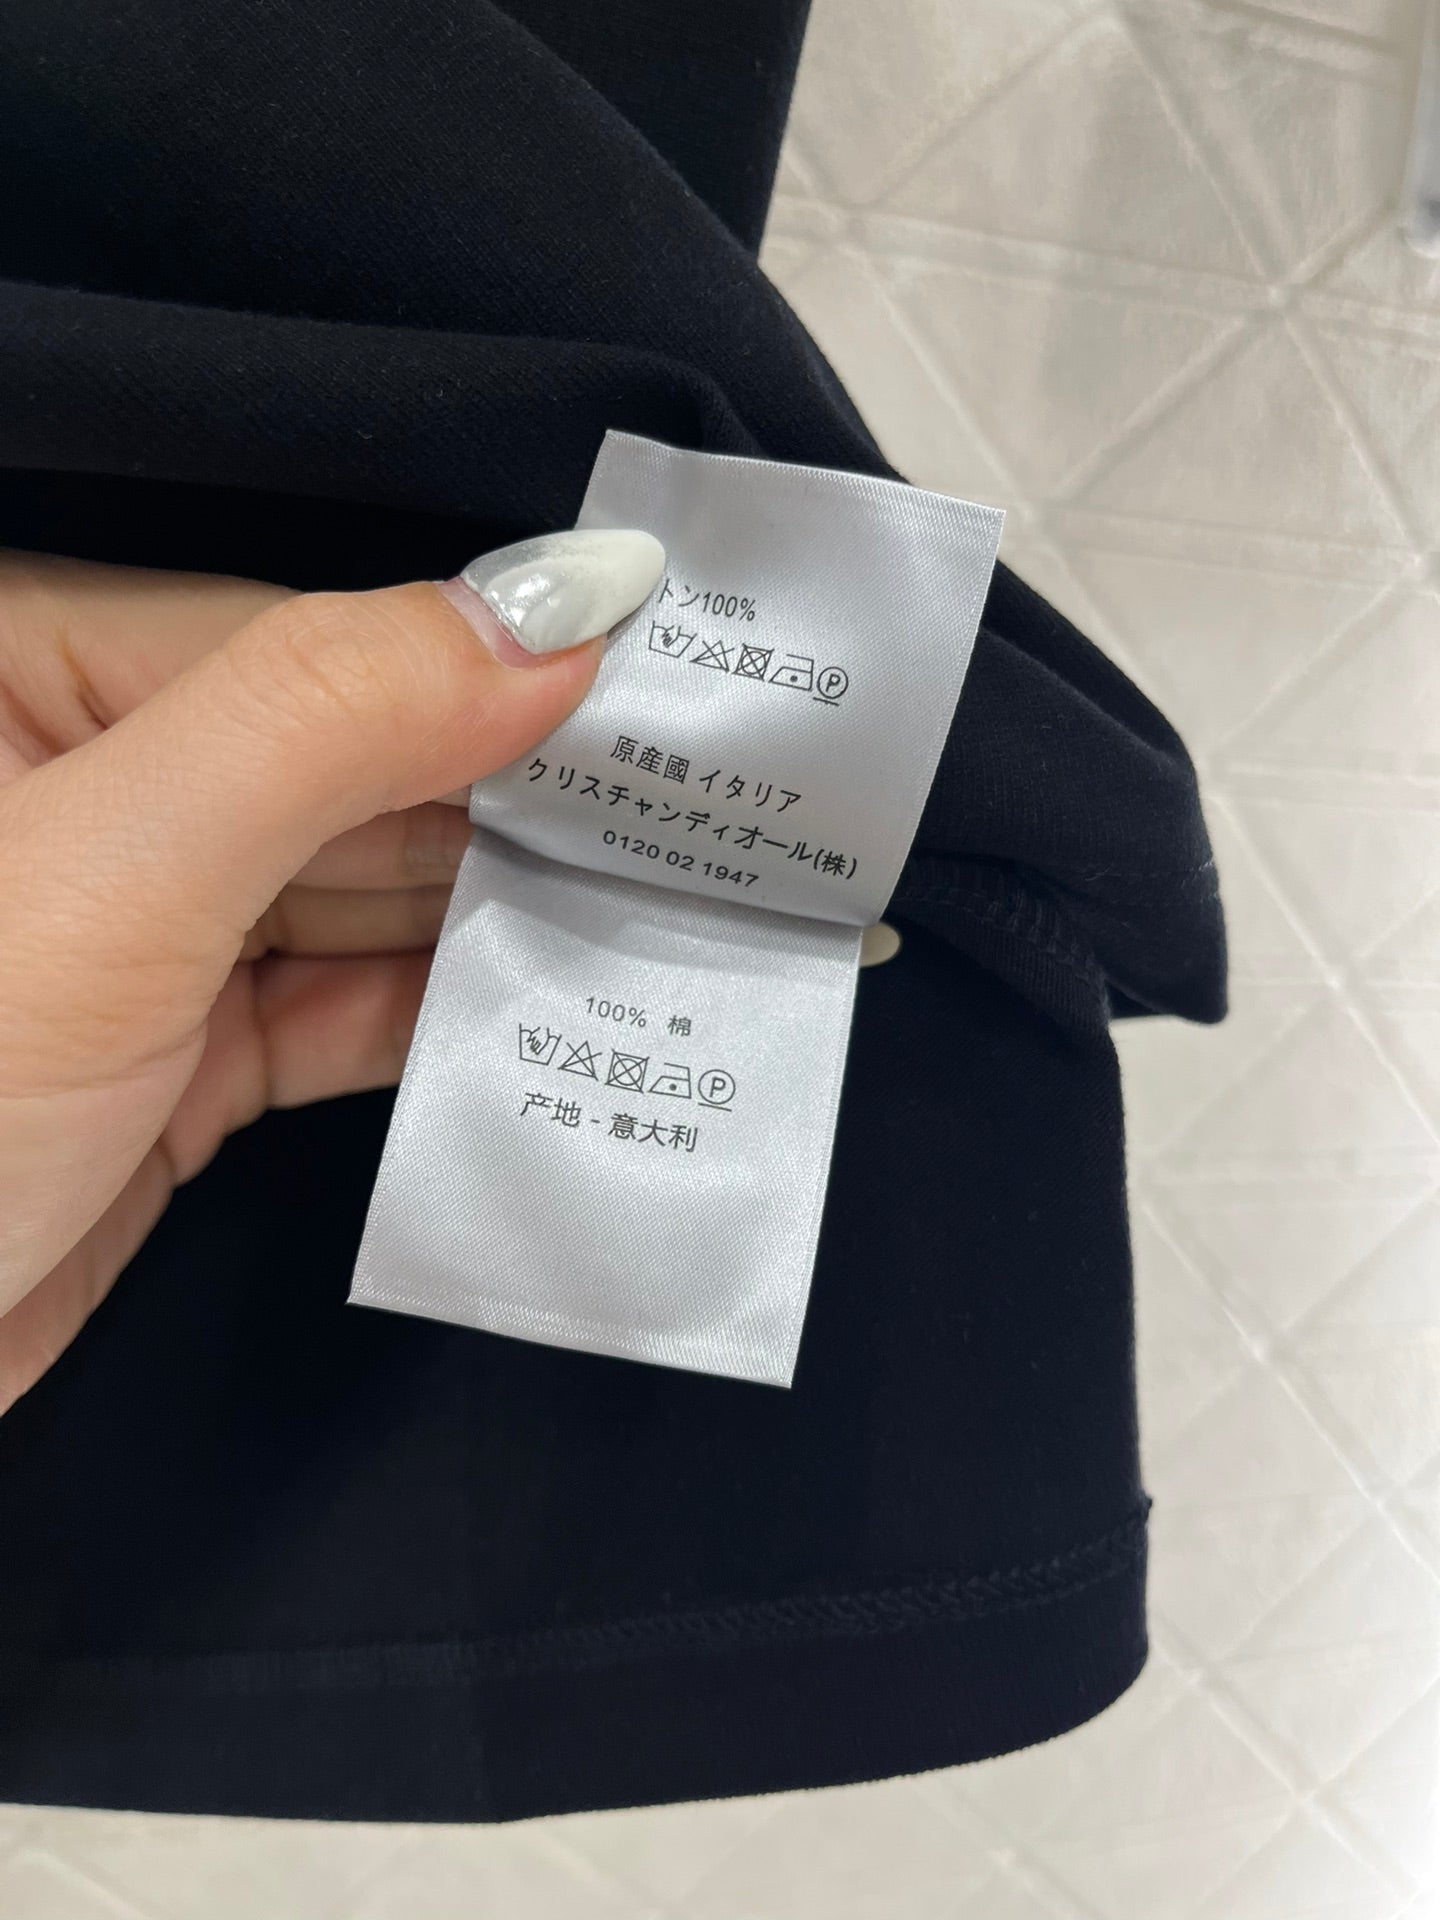 トン100%
原産國 イタリア
クリスチャンディオール(株)
0120 02 1947
100% 棉
产地 - 意大利